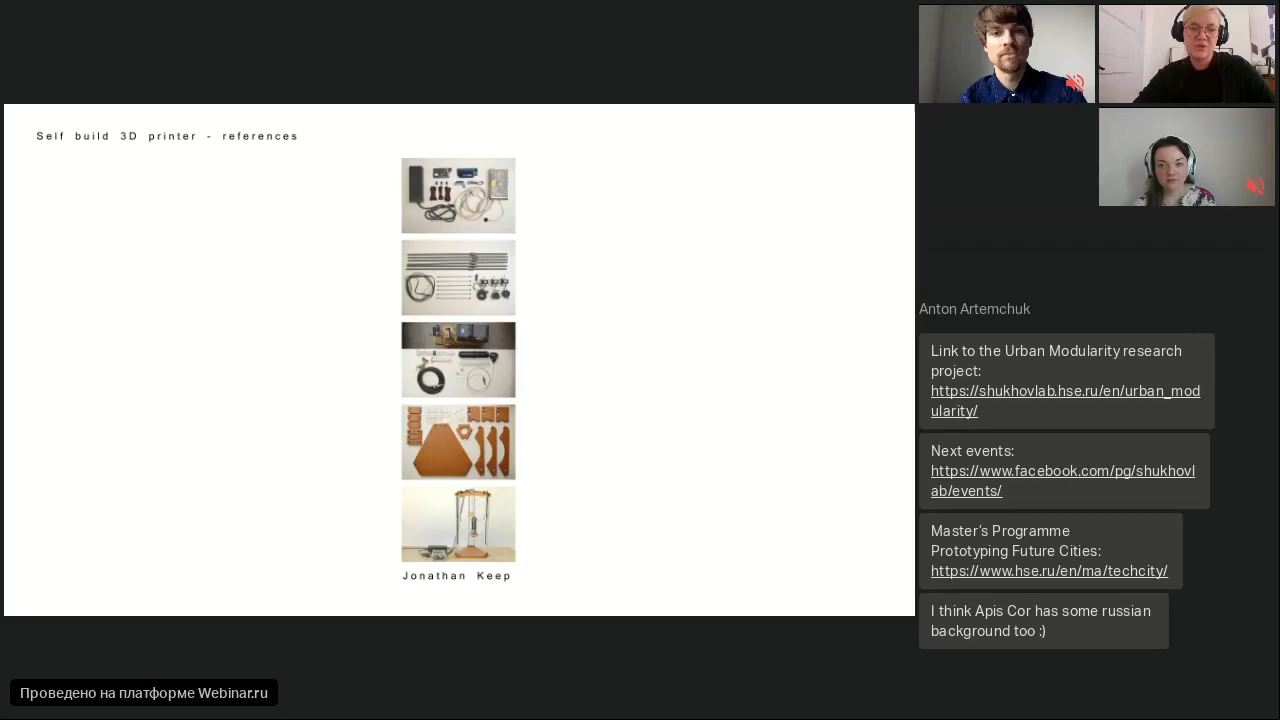 Self build 3D printer - references
Jonathan Keep
Anton Artemchuk
Link to the Urban Modularity research
project:
https://shukhovlab.hse.ru/en/urban_mod
ularity/
Next events:
https://www.facebook.com/pg/shukhovl
ab/events/
Master's Programme
Prototyping Future Cities:
https://www.hse.ru/en/ma/techcity/
I think Apis Cor has some russian
background too :)
Проведено на платформе Webinar.ru